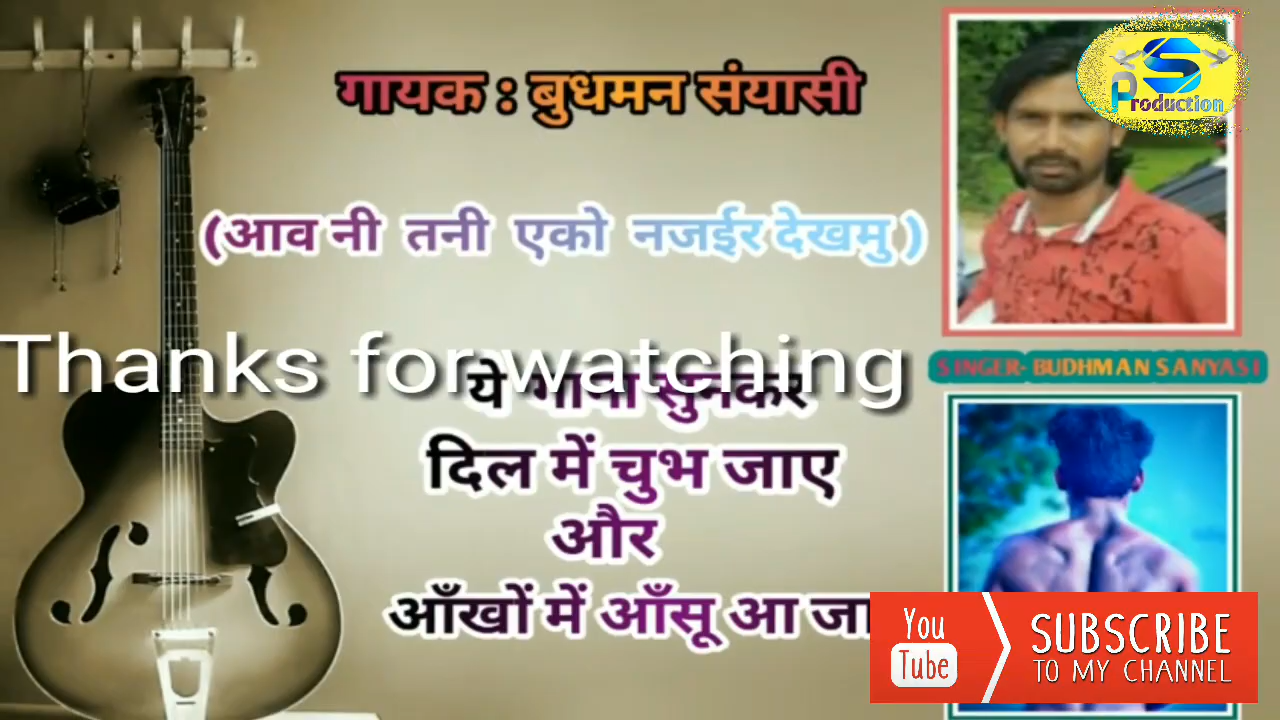 गायक : बुधमन संयासी
S
Production
(आव नी तनी एको नजईर देखमु )
Thanks for watching
SINGER- BUDHMAN SANYASI
ये गाना सुनकर
दिल में चुभ जाए
और
आँखों में आँसू आ जा
You
Tube
SUBSCRIBE
TO MY CHANNEL